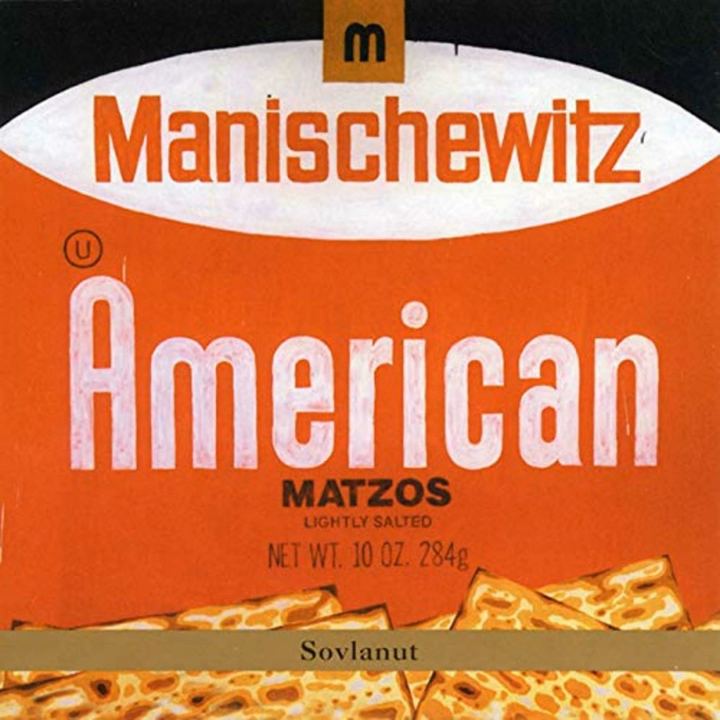 m
Manischewitz
U
American
MATZOS
LIGHTLY SALTED
NET WT. 10 OZ. 284g
Sovlanut